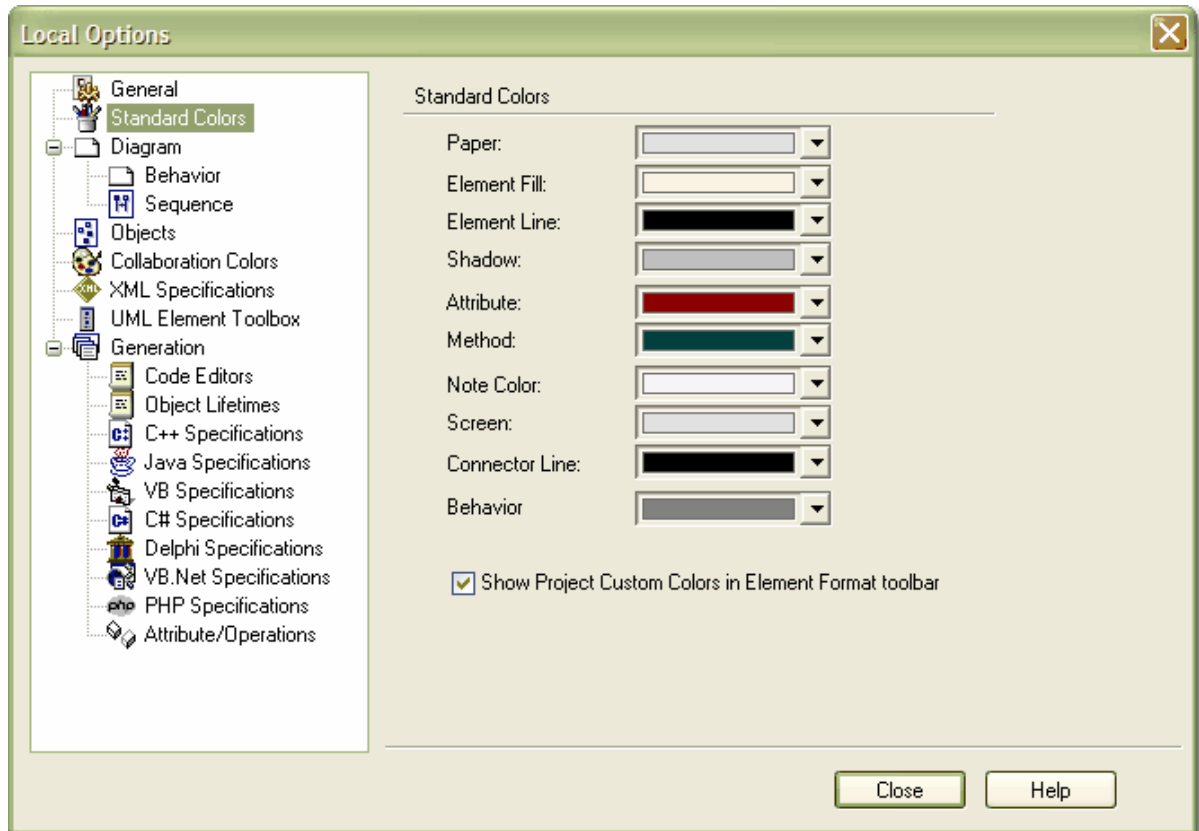 Local Options
General
Standard Colors
Diagram
Behavior
Sequence
Objects
Collaboration Colors
XML Specifications
UML Element Toolbox
Generation
Code Editors
Object Lifetimes
C++ Specifications
Java Specifications
VB Specifications
C# Specifications
Delphi Specifications
VB.Net Specifications
PHP Specifications
Attribute/Operations
Standard Colors
Paper:
Element Fill:
Element Line:
Shadow:
Attribute:
Method:
Note Color:
Screen:
Connector Line:
Behavior
Show Project Custom Colors in Element Format toolbar
Close
Help